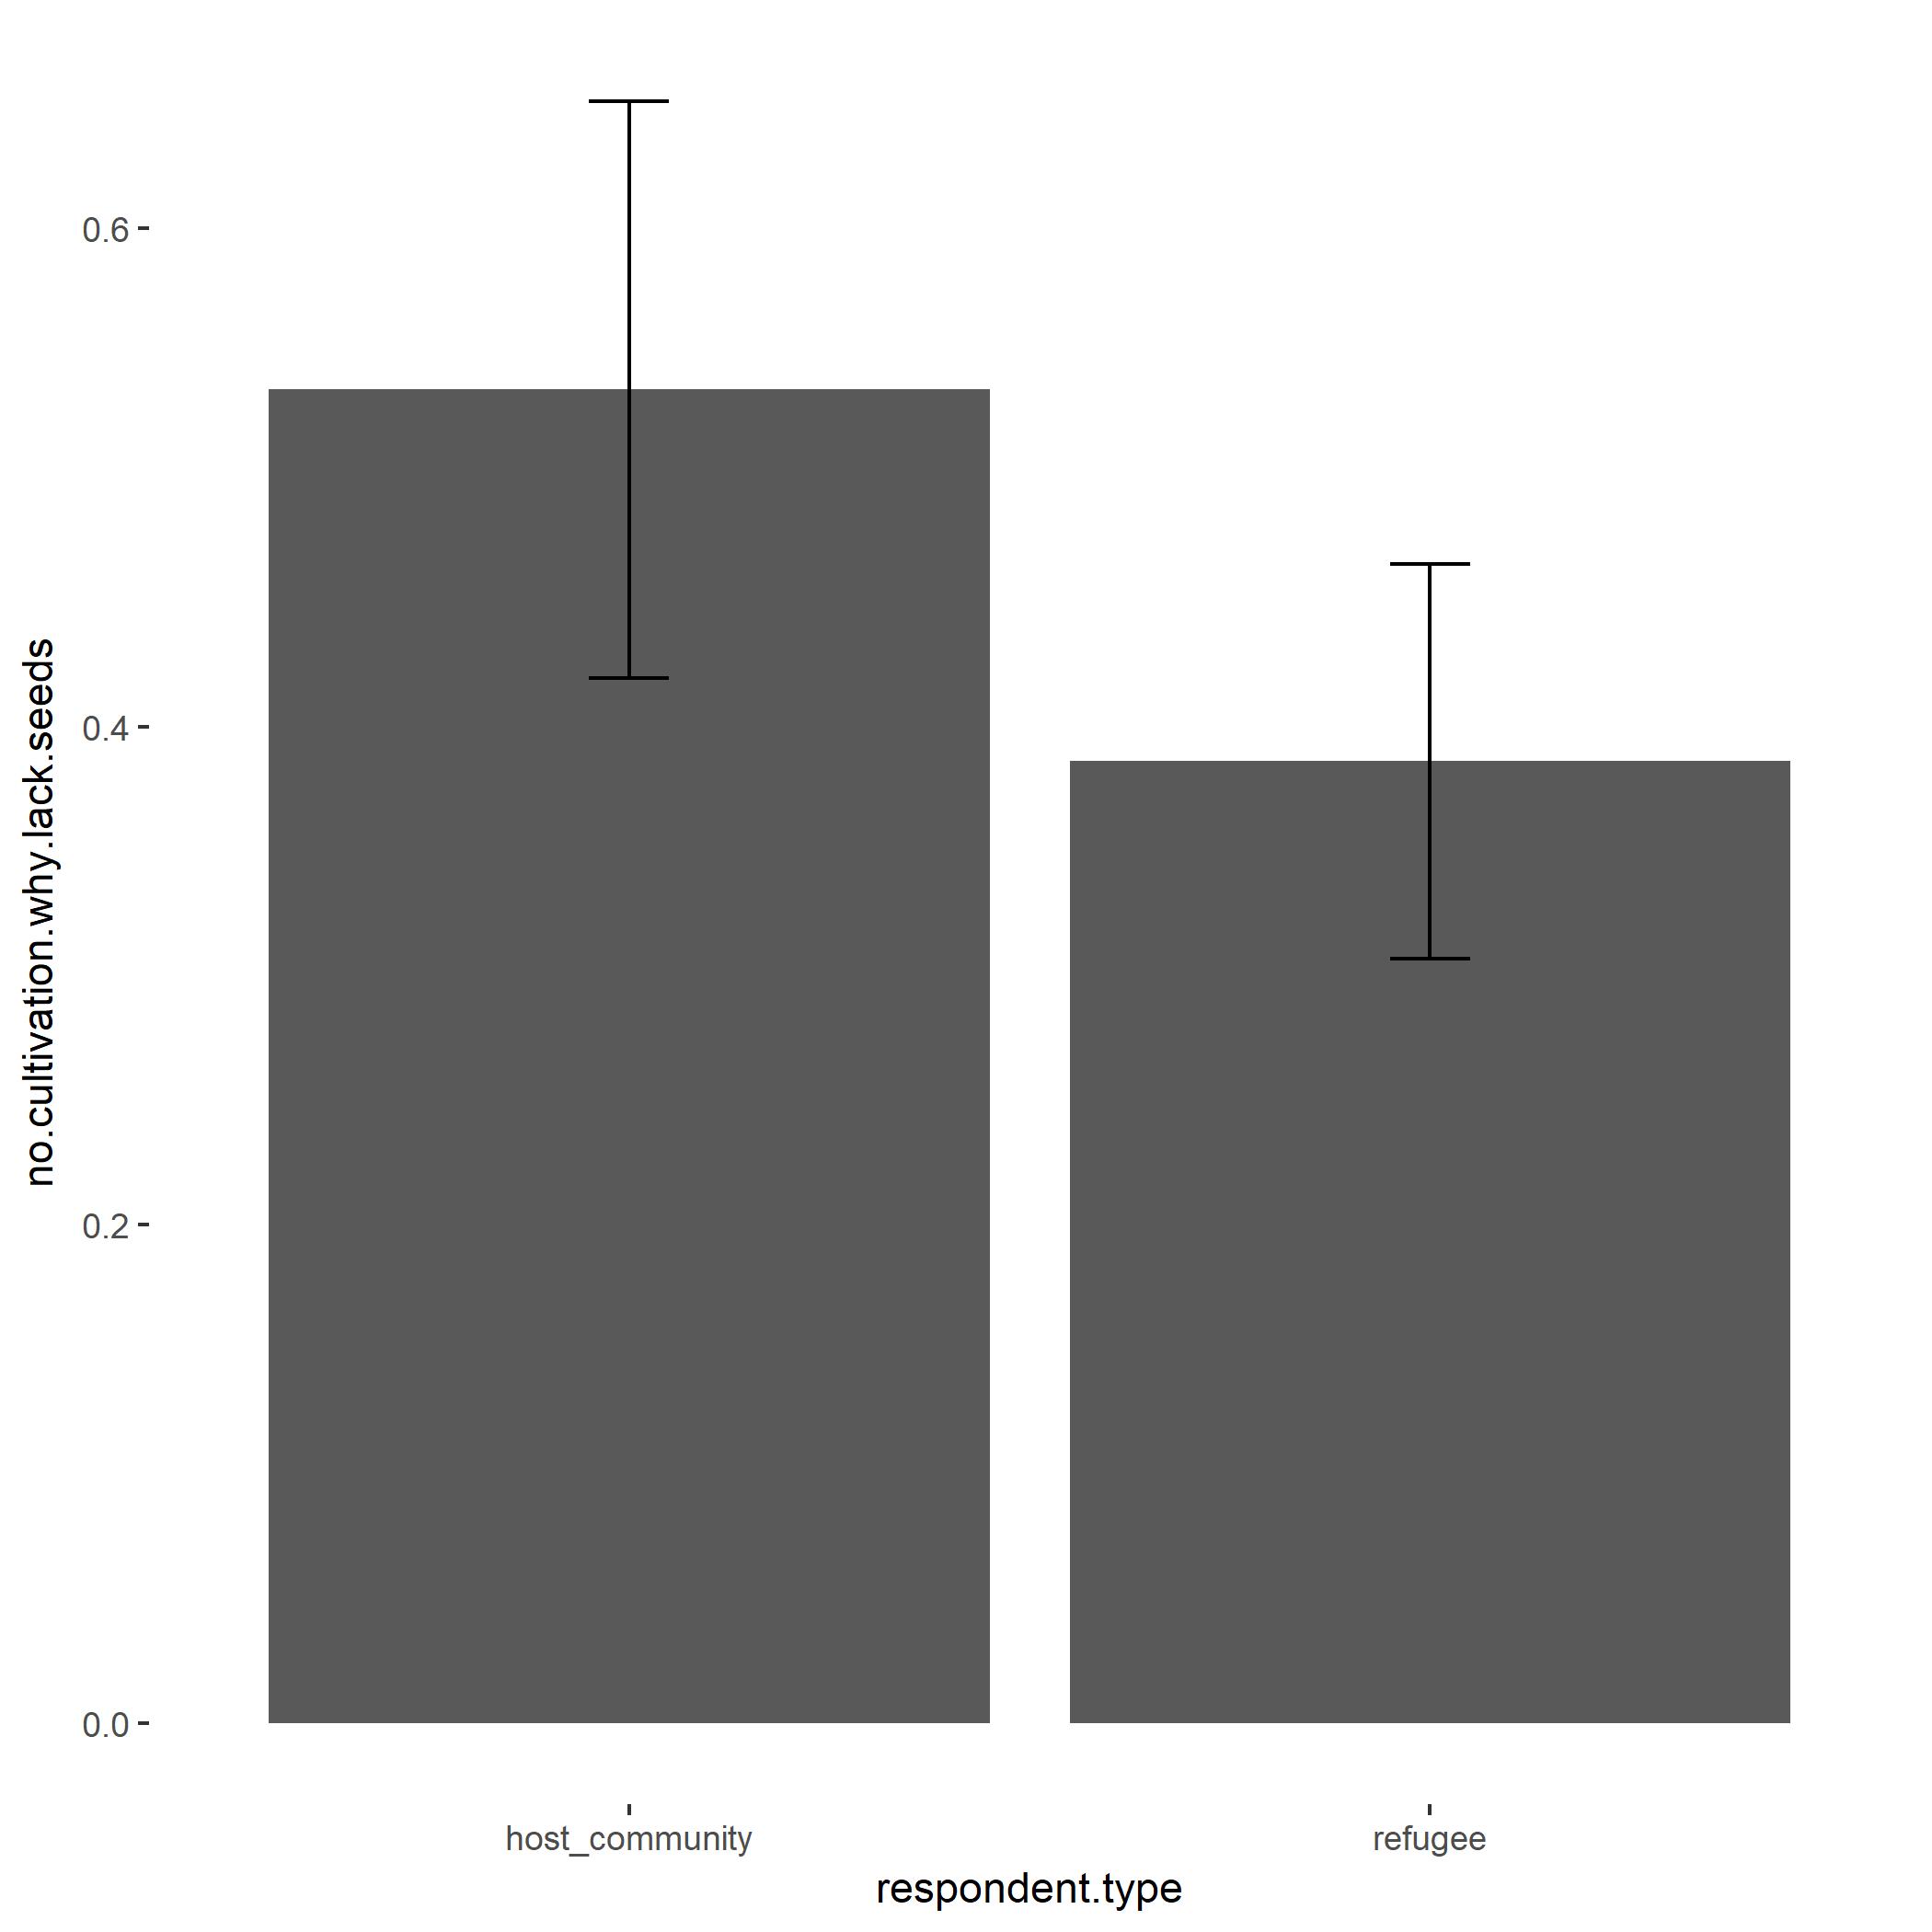 no.cultivation.why.lack.seeds
0.6
0.4
0.2
0.0
host_community
refugee
respondent.type